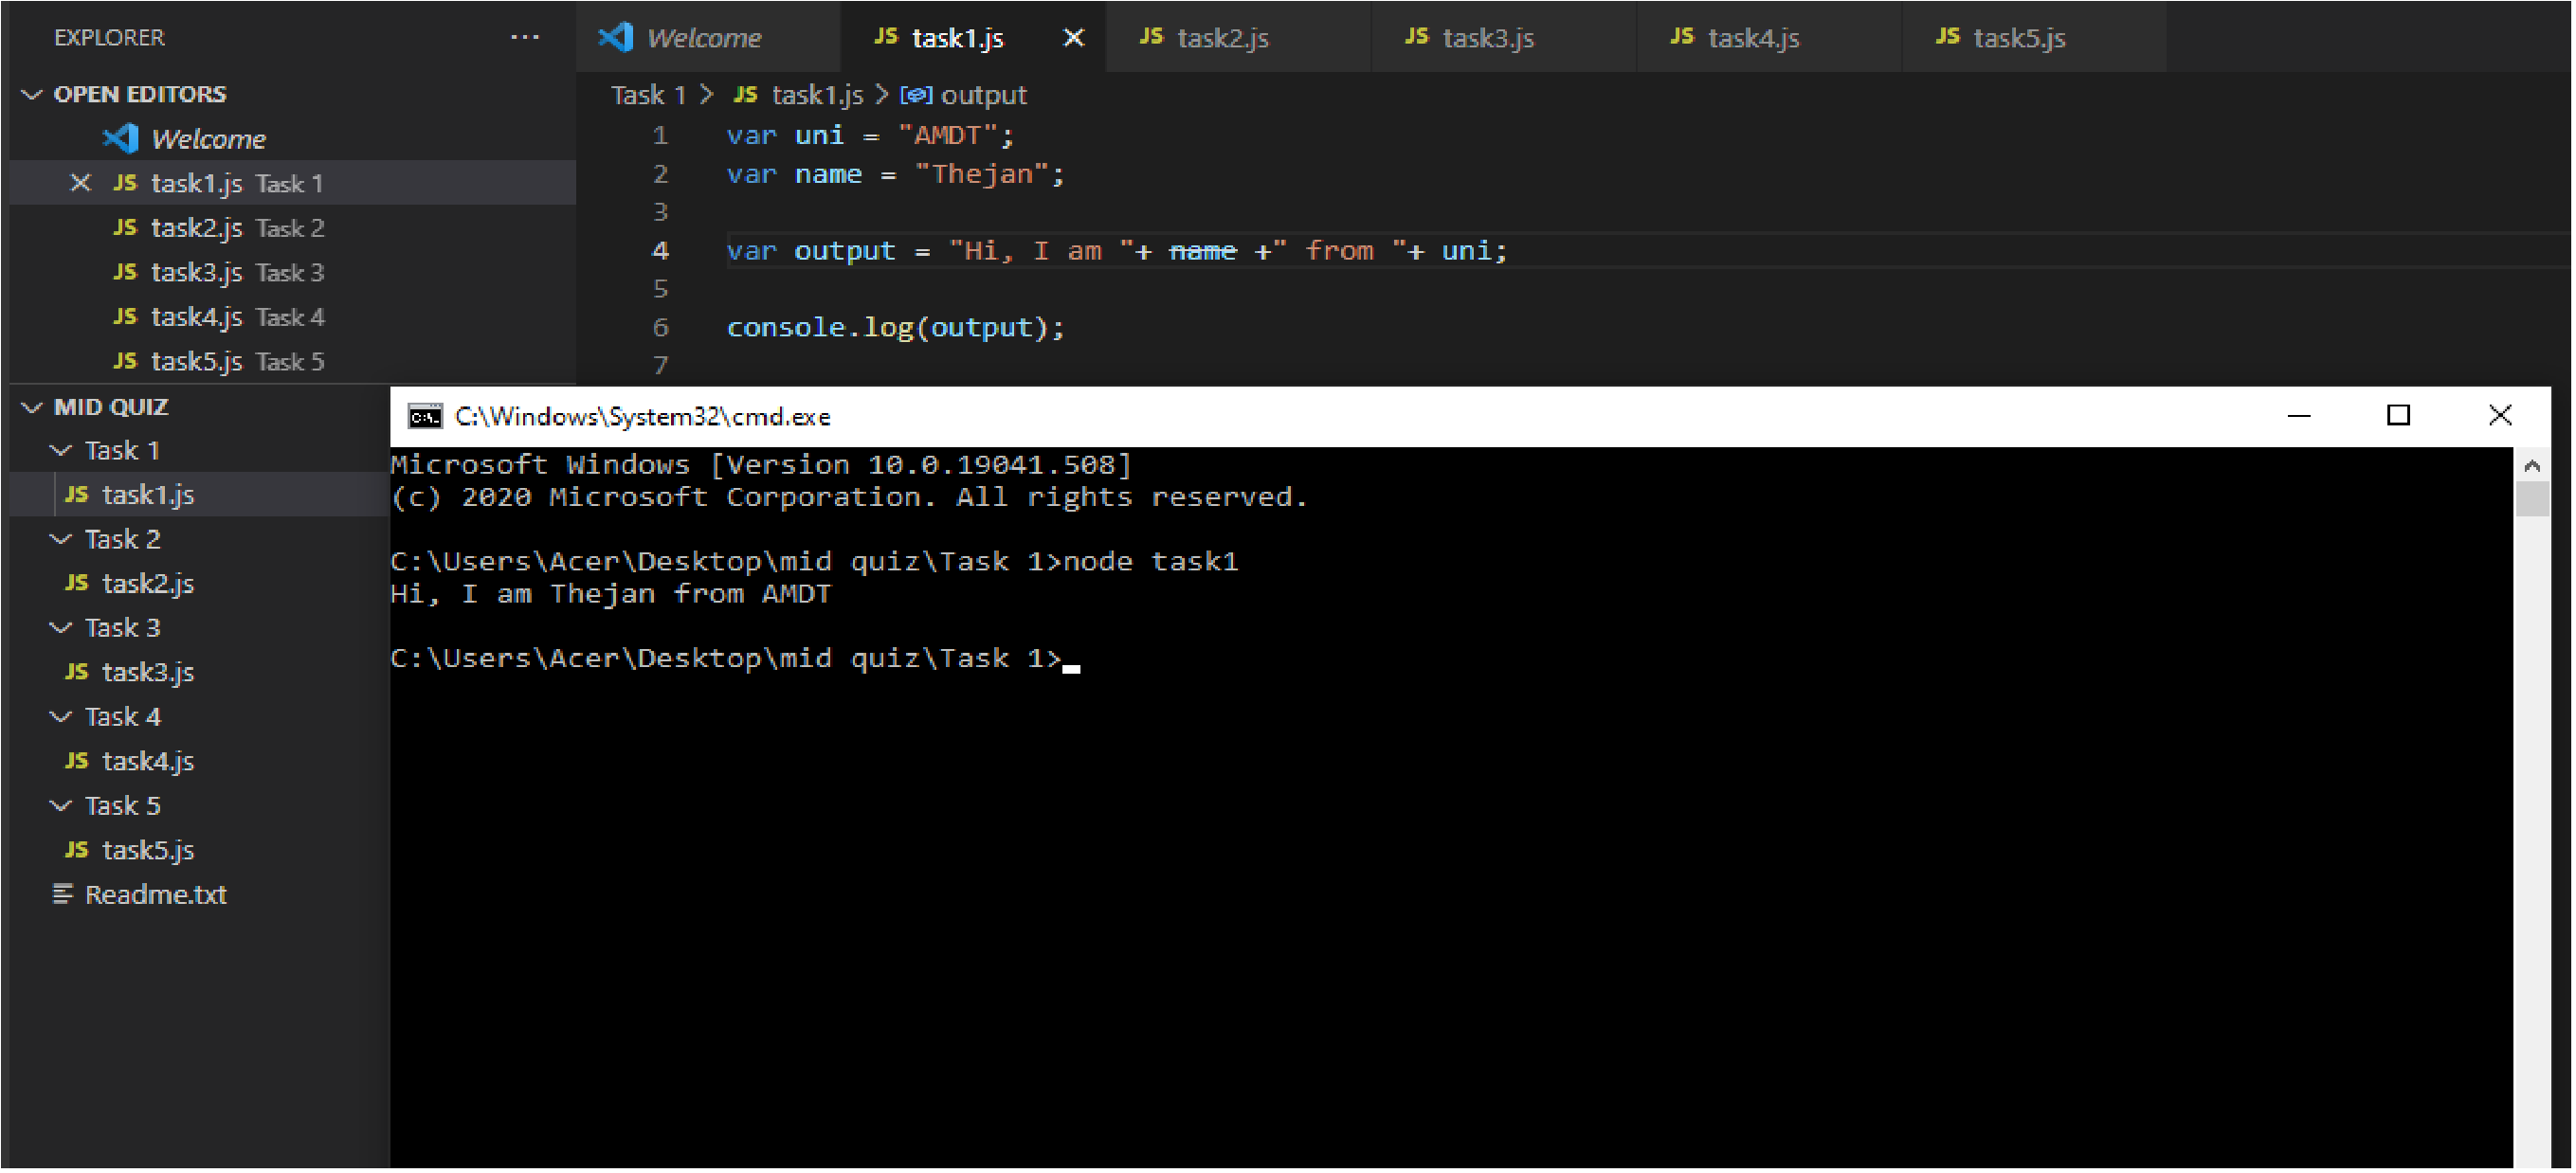 EXPLORER ...
OPEN EDITORS
Welcome
JS task1.js Task 1
JS task2.js Task 2
JS task3.js Task 3
JS task4.js Task 4
JS task5.js Task 5
MID QUIZ
Task 1
JS task1.js
Task 2
JS task2.js
Task 3
JS task3.js
Task 4
JS task4.js
Task 5
JS task5.js
Readme.txt
Welcome JS task1.js JS task2.js JS task3.js JS task4.js JS task5.js
Task 1 > JS task1.js > output
1 var uni = "AMDT";
2 var name = "Thejan";
3
4 var output = "Hi, I am "+ name +" from "+ uni;
5
6 console.log(output);
7
C:\Windows\System32\cmd.exe
Microsoft Windows [Version 10.0.19041.508]
(c) 2020 Microsoft Corporation. All rights reserved.
C:\Users\Acer\Desktop\mid quiz\Task 1>node task1
Hi, I am Thejan from AMDT
C:\Users\Acer\Desktop\mid quiz\Task 1>